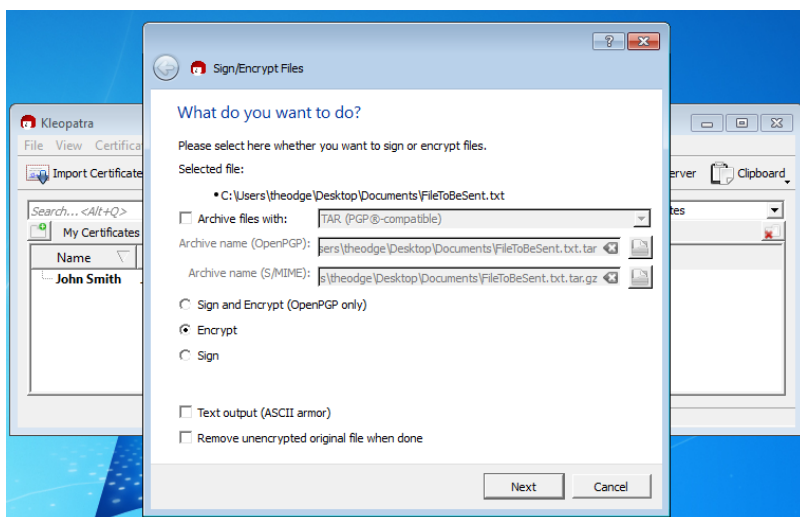 Sign/Encrypt Files
What do you want to do?
Please select here whether you want to sign or encrypt files.
Selected file:
•C:\Users\theodge\Desktop\Documents\FileToBeSent.txt
Archive files with: TAR (PGP®-compatible)
Archive name (OpenPGP): sers\theodge\Desktop\Documents\FileToBeSent.txt.tar
Archive name (S/MIME): s\theodge\Desktop\Documents\FileToBeSent.txt.tar.gz
Sign and Encrypt (OpenPGP only)
Encrypt
Sign
Text output (ASCII armor)
Remove unencrypted original file when done
Next Cancel
Kleopatra
File View Certifica
Import Certificate erver Clipboard
Search...<Alt+Q> tes
My Certificates
Name
John Smith